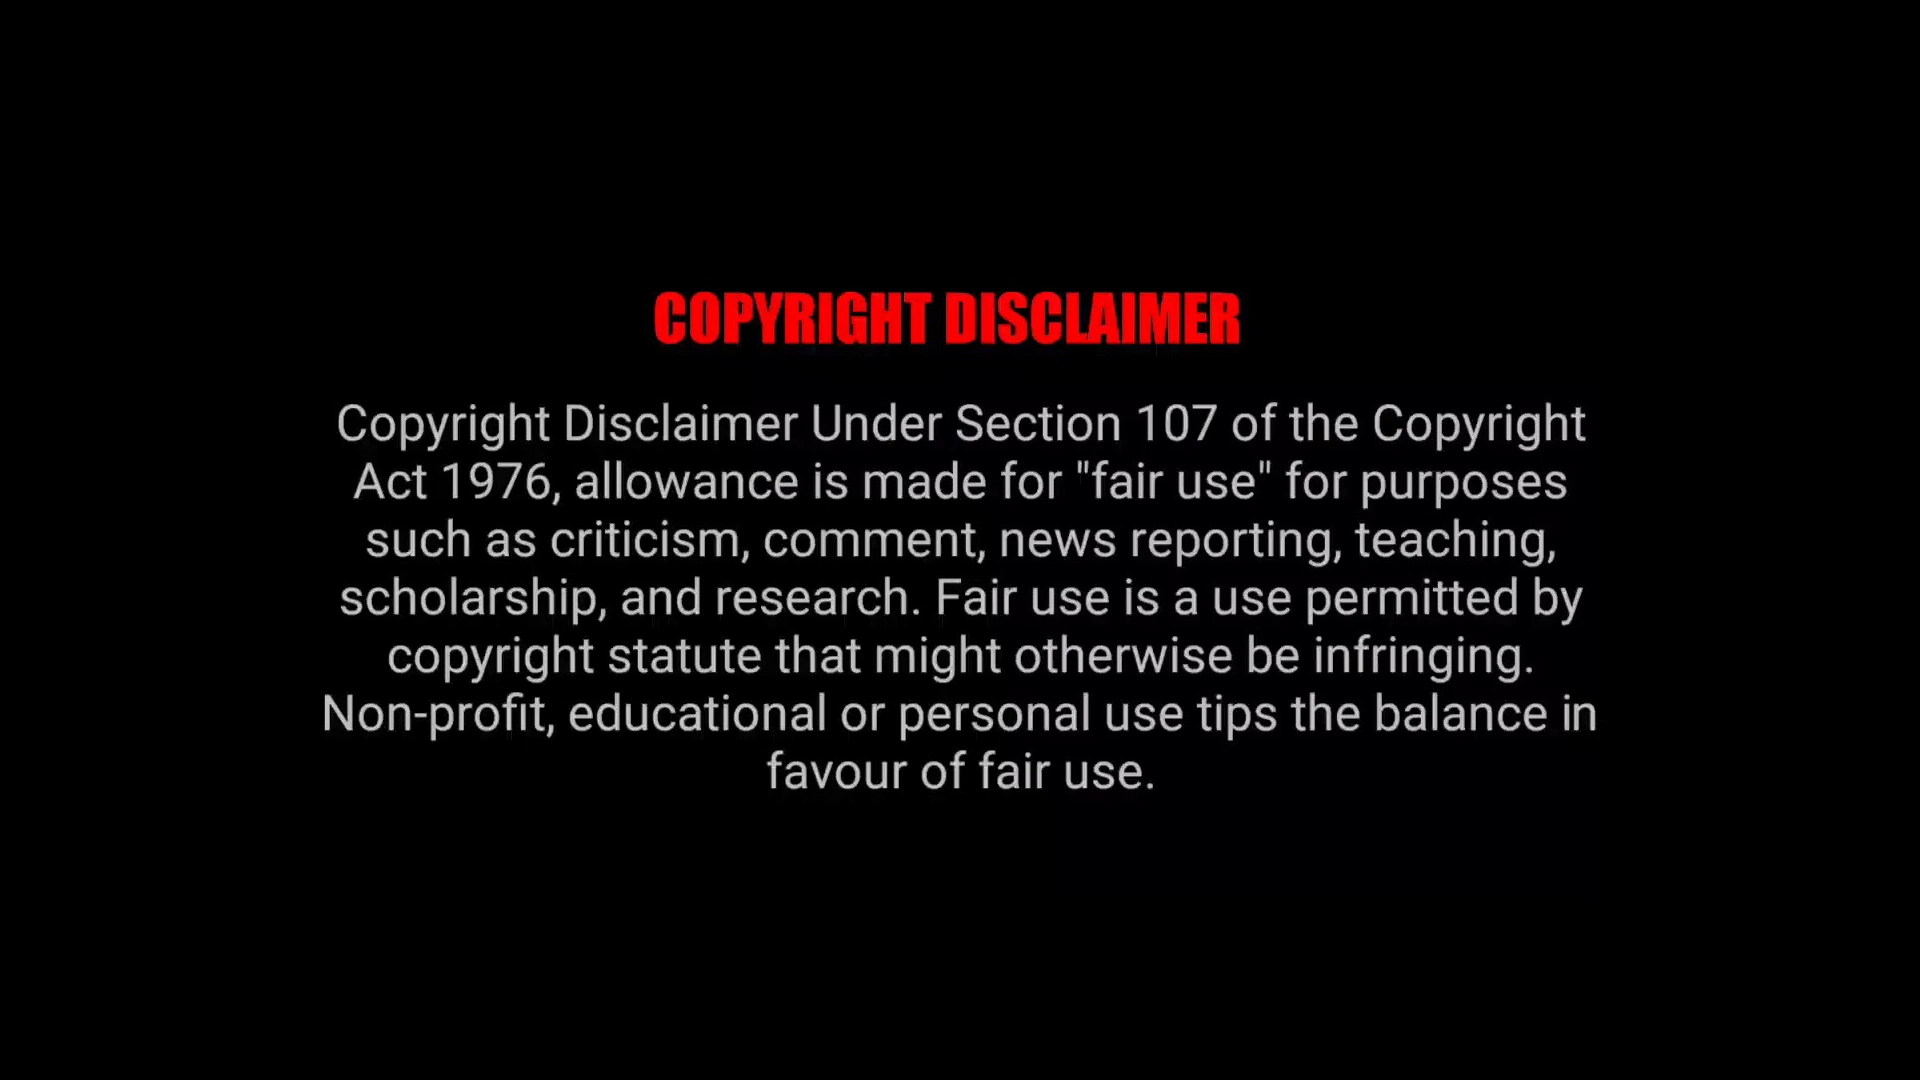 COPYRIGHT DISCLAIMER
Copyright Disclaimer Under Section 107 of the Copyright
Act 1976, allowance is made for "fair use" for purposes
such as criticism, comment, news reporting, teaching,
scholarship, and research. Fair use is a use permitted by
copyright statute that might otherwise be infringing.
Non-profit, educational or personal use tips the balance in
favour of fair use.